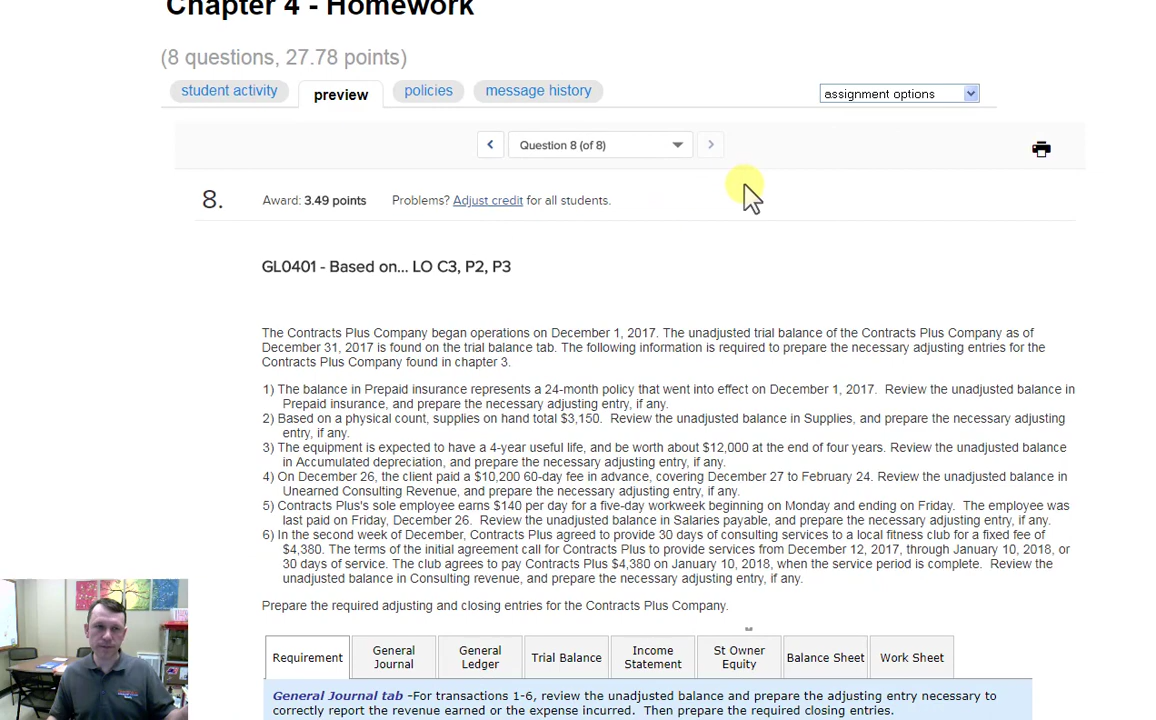 Chapter 4 - Homework
(8 questions, 27.78 points)
student activity
preview
policies
message history
assignment options
Question 8 (of 8)
8.
Award: 3.49 points
Problems? Adjust credit for all students.
GL0401 - Based on... LO C3, P2, P3
The Contracts Plus Company began operations on December 1, 2017. The unadjusted trial balance of the Contracts Plus Company as of
December 31, 2017 is found on the trial balance tab. The following information is required to prepare the necessary adjusting entries for the
Contracts Plus Company found in chapter 3.
1) The balance in Prepaid insurance represents a 24-month policy that went into effect on December 1, 2017. Review the unadjusted balance in
Prepaid insurance, and prepare the necessary adjusting entry, if any.
2) Based on a physical count, supplies on hand total $3,150. Review the unadjusted balance in Supplies, and prepare the necessary adjusting
entry, if any.
3) The equipment is expected to have a 4-year useful life, and be worth about $12,000 at the end of four years. Review the unadjusted balance
in Accumulated depreciation, and prepare the necessary adjusting entry, if any.
4) On December 26, the client paid a $10,200 60-day fee in advance, covering December 27 to February 24. Review the unadjusted balance in
Unearned Consulting Revenue, and prepare the necessary adjusting entry, if any.
5) Contracts Plus's sole employee earns $140 per day for a five-day workweek beginning on Monday and ending on Friday. The employee was
last paid on Friday, December 26. Review the unadjusted balance in Salaries payable, and prepare the necessary adjusting entry, if any.
6) In the second week of December, Contracts Plus agreed to provide 30 days of consulting services to a local fitness club for a fixed fee of
$4,380. The terms of the initial agreement call for Contracts Plus to provide services from December 12, 2017, through January 10, 2018, or
30 days of service. The club agrees to pay Contracts Plus $4,380 on January 10, 2018, when the service period is complete. Review the
unadjusted balance in Consulting revenue, and prepare the necessary adjusting entry, if any.
Prepare the required adjusting and closing entries for the Contracts Plus Company.
Requirement
General Journal
General Ledger
Trial Balance
Income Statement
St Owner Equity
Balance Sheet
Work Sheet
General Journal tab -For transactions 1-6, review the unadjusted balance and prepare the adjusting entry necessary to
correctly report the revenue earned or the expense incurred. Then prepare the required closing entries.